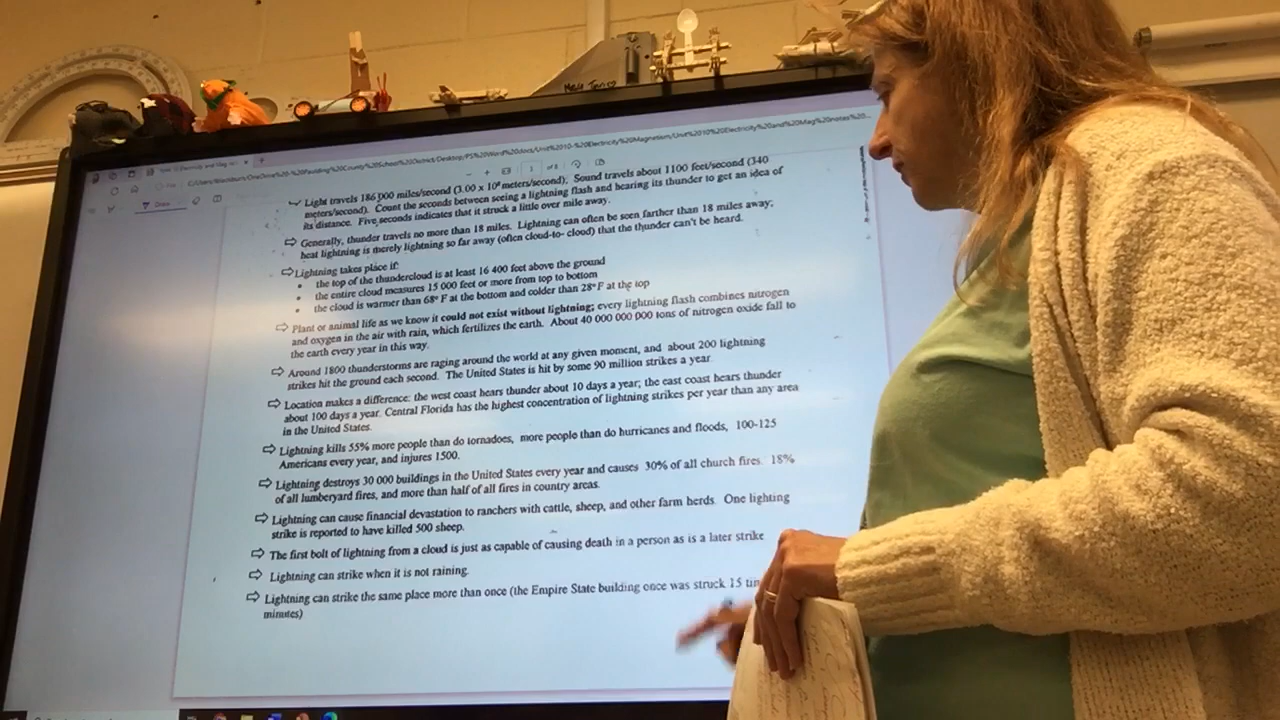 Draw
Light travels 186,000 miles/second (3.00 x 10⁸ meters/second). Sound travels about 1100 feet/second (340
meters/second). Count the seconds between seeing a lightning flash and hearing its thunder to get an idea of
its distance. Five seconds indicates that it struck a little over mile away.
⇨ Generally, thunder travels no more than 18 miles. Lightning can often be seen farther than 18 miles away;
heat lightning is merely lightning so far away (often cloud-to- cloud) that the thunder can't be heard.
⇨ Lightning takes place if:
• the top of the thundercloud is at least 16 400 feet above the ground
• the entire cloud measures 15 000 feet or more from top to bottom
• the cloud is warmer than 68° F at the bottom and colder than 28° F at the top
⇨ Plant or animal life as we know it could not exist without lightning; every lightning flash combines nitrogen
and oxygen in the air with rain, which fertilizes the earth. About 40 000 000 000 tons of nitrogen oxide fall to
the earth every year in this way.
⇨ Around 1800 thunderstorms are raging around the world at any given moment, and about 200 lightning
strikes hit the ground each second. The United States is hit by some 90 million strikes a year.
⇨ Location makes a difference: the west coast hears thunder about 10 days a year; the east coast hears thunder
about 100 days a year. Central Florida has the highest concentration of lightning strikes per year than any area
in the United States.
⇨ Lightning kills 55% more people than do tornadoes, more people than do hurricanes and floods, 100-125
Americans every year, and injures 1500.
⇨ Lightning destroys 30 000 buildings in the United States every year and causes 30% of all church fires. 18%
of all lumberyard fires, and more than half of all fires in country areas.
⇨ Lightning can cause financial devastation to ranchers with cattle, sheep, and other farm herds. One lighting
strike is reported to have killed 500 sheep.
⇨ The first bolt of lightning from a cloud is just as capable of causing death in a person as is a later strike
⇨ Lightning can strike when it is not raining.
⇨ Lightning can strike the same place more than once (the Empire State building once was struck 15
minutes)